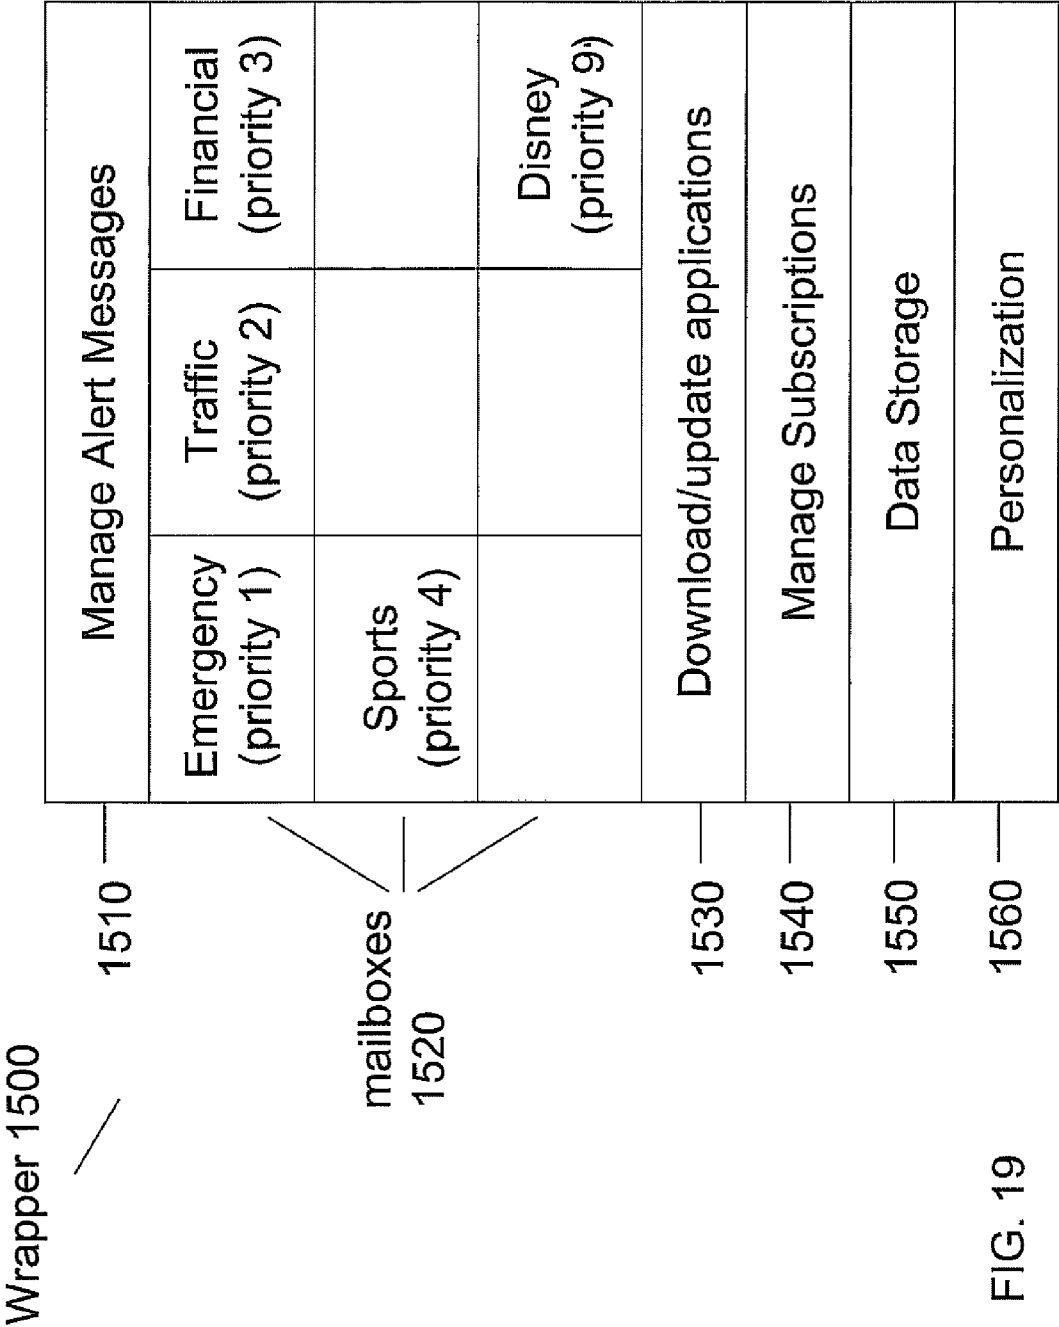 Wrapper 1500
1510
Manage Alert Messages
mailboxes
1520
Emergency
(priority 1)
Traffic
(priority 2)
Financial
(priority 3)
Sports
(priority 4)
Disney
(priority 9)
1530
Download/update applications
1540
Manage Subscriptions
1550
Data Storage
1560
Personalization
FIG. 19